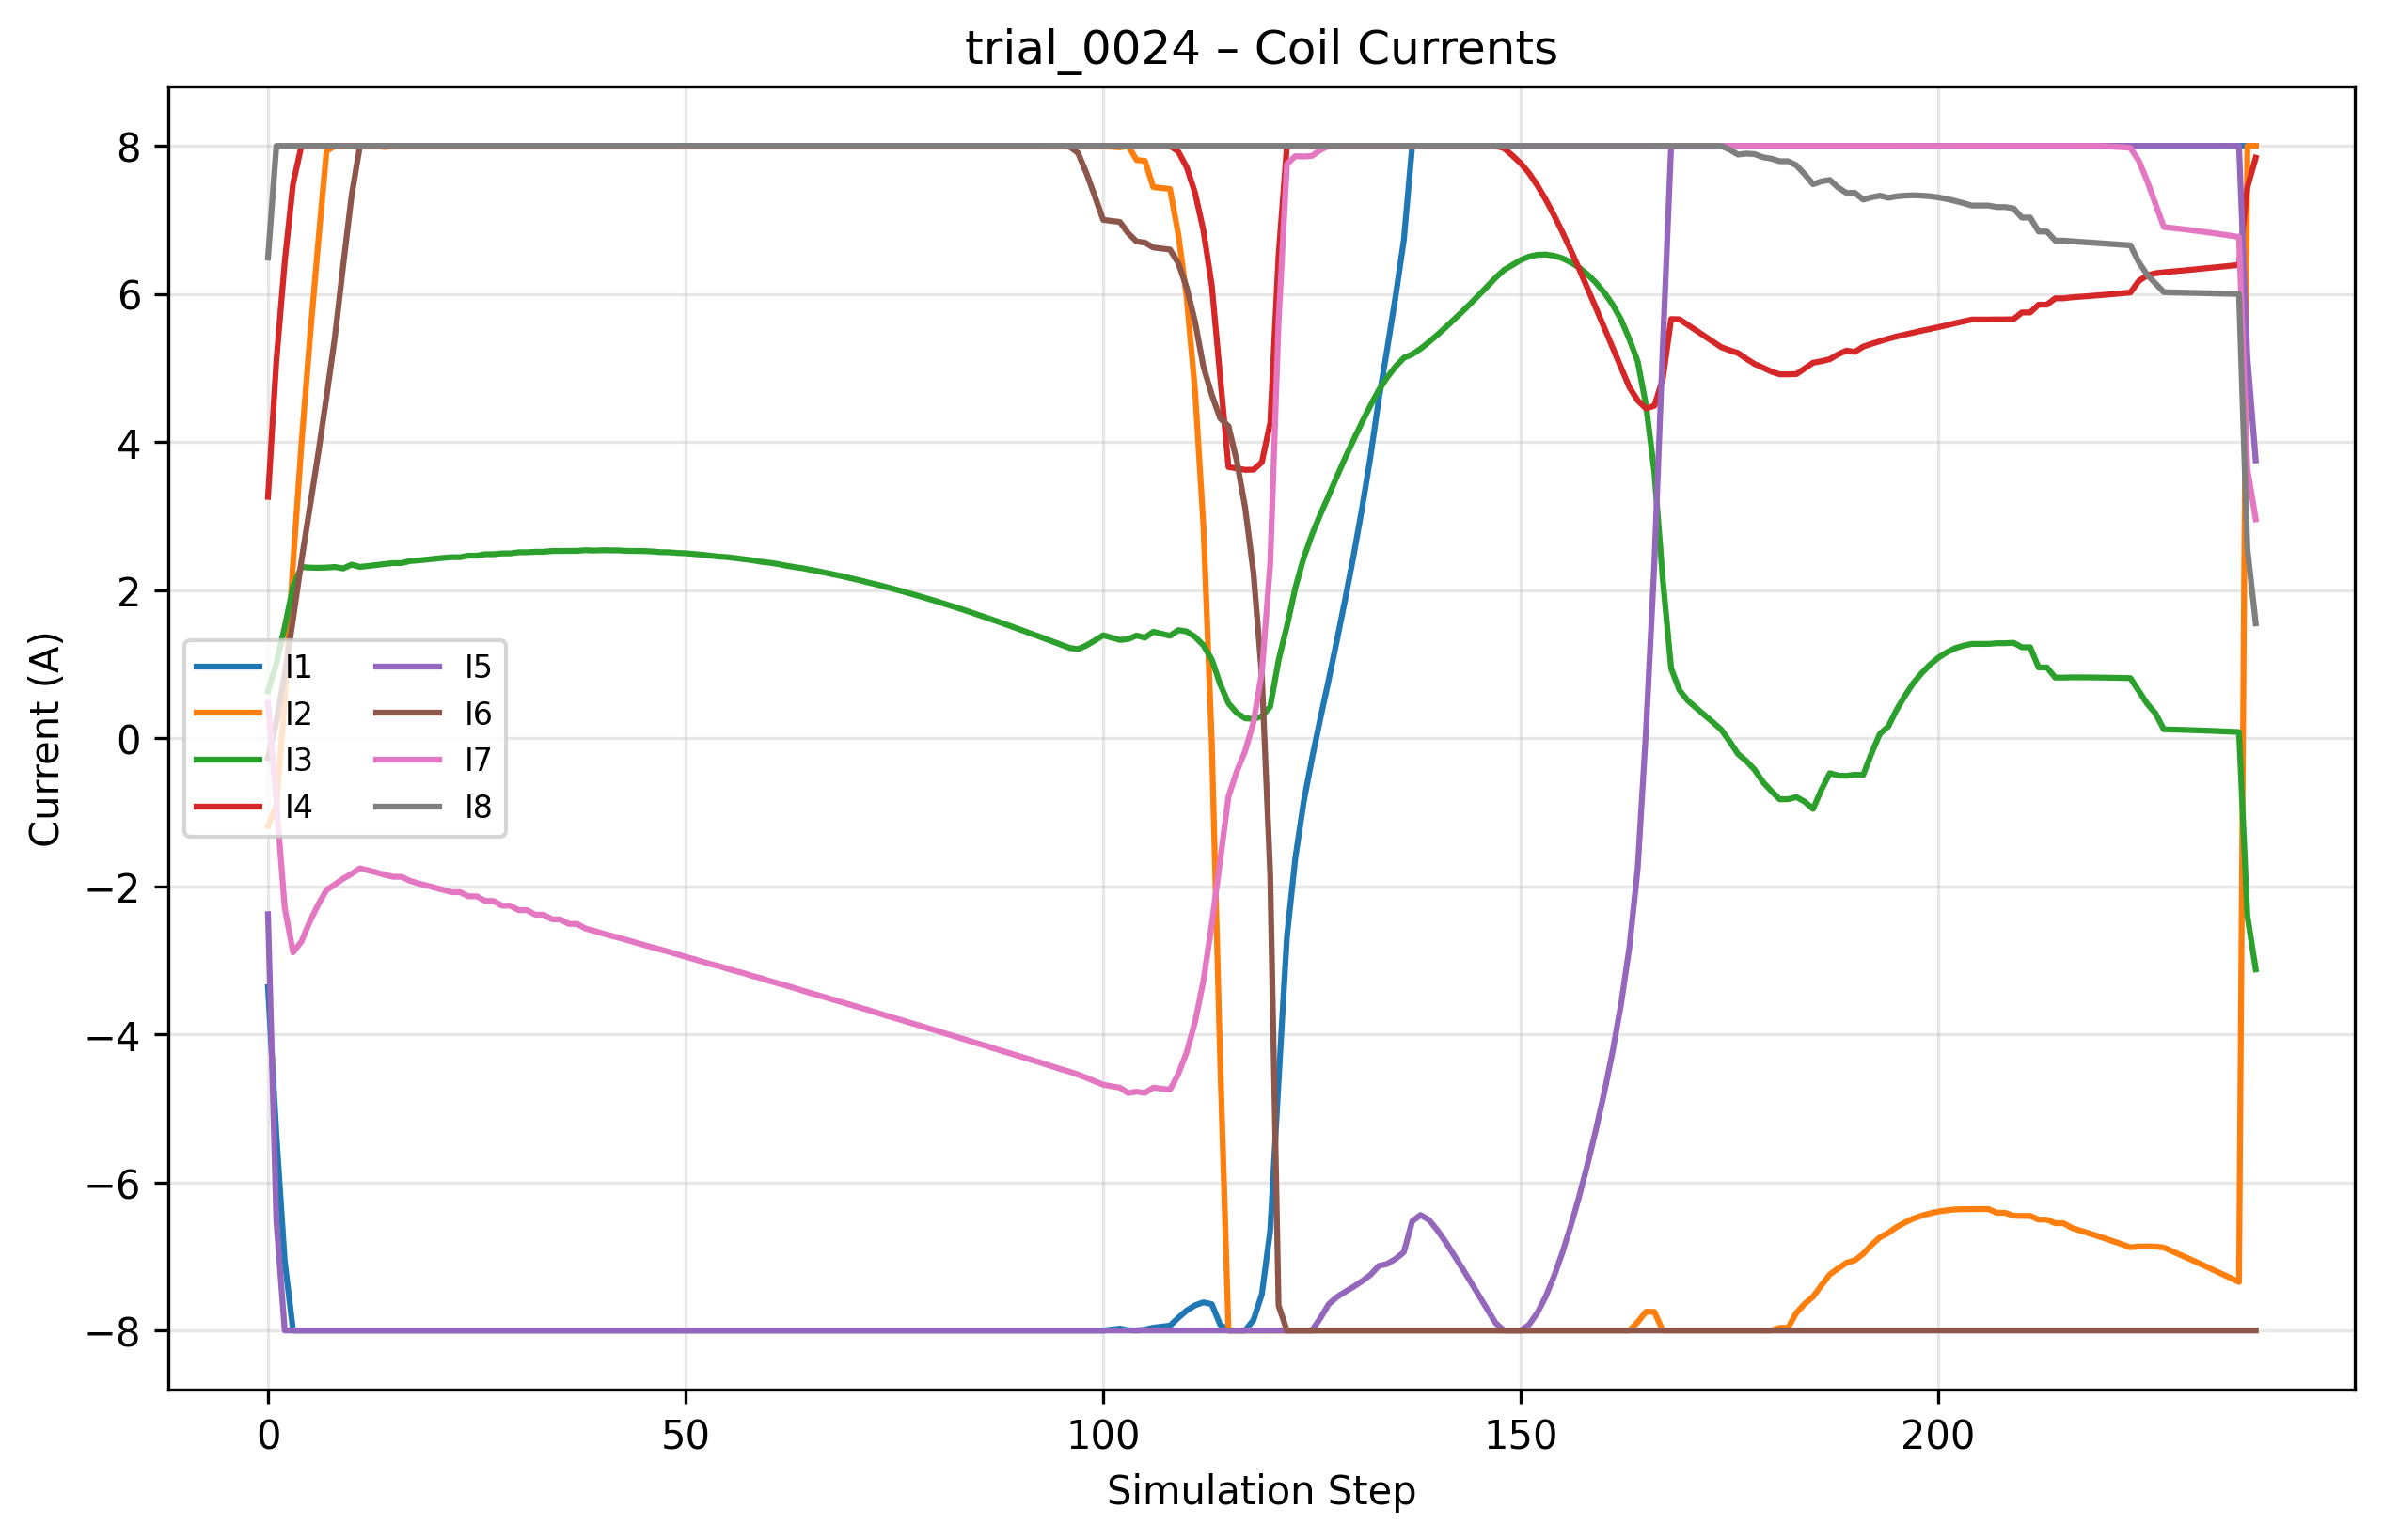 trial_0024 – Coil Currents
Current (A)
8
6
4
2
0
−2
−4
−6
−8
I1
I2
I3
I4
I5
I6
I7
I8
0
50
100
150
200
Simulation Step